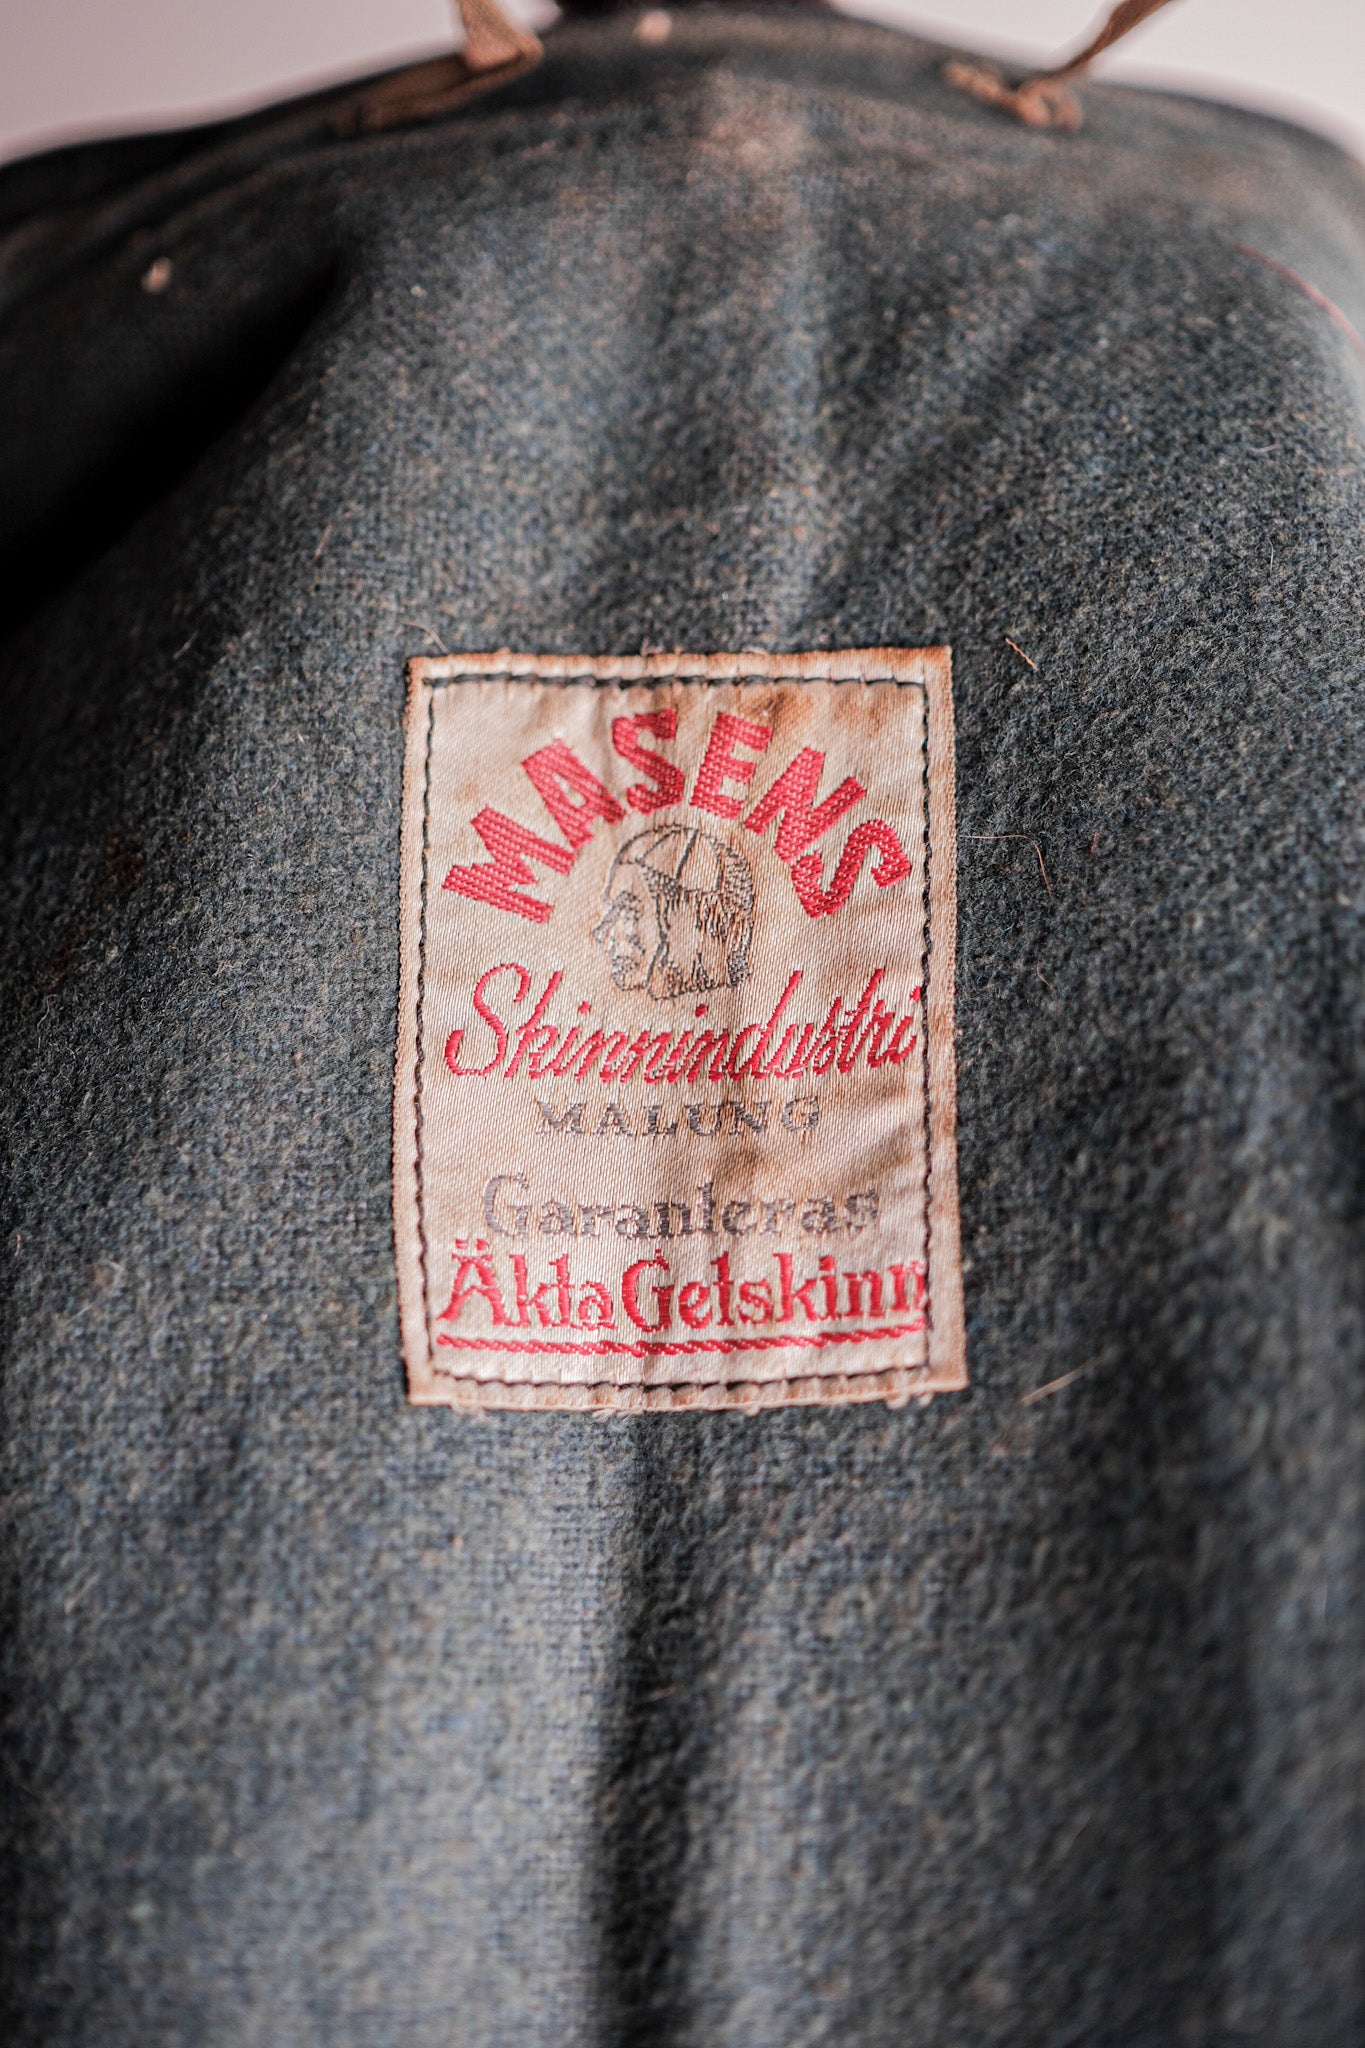 MASENS
Skinnindustri
MALUNG
Garanteras
Äkta Getskinn